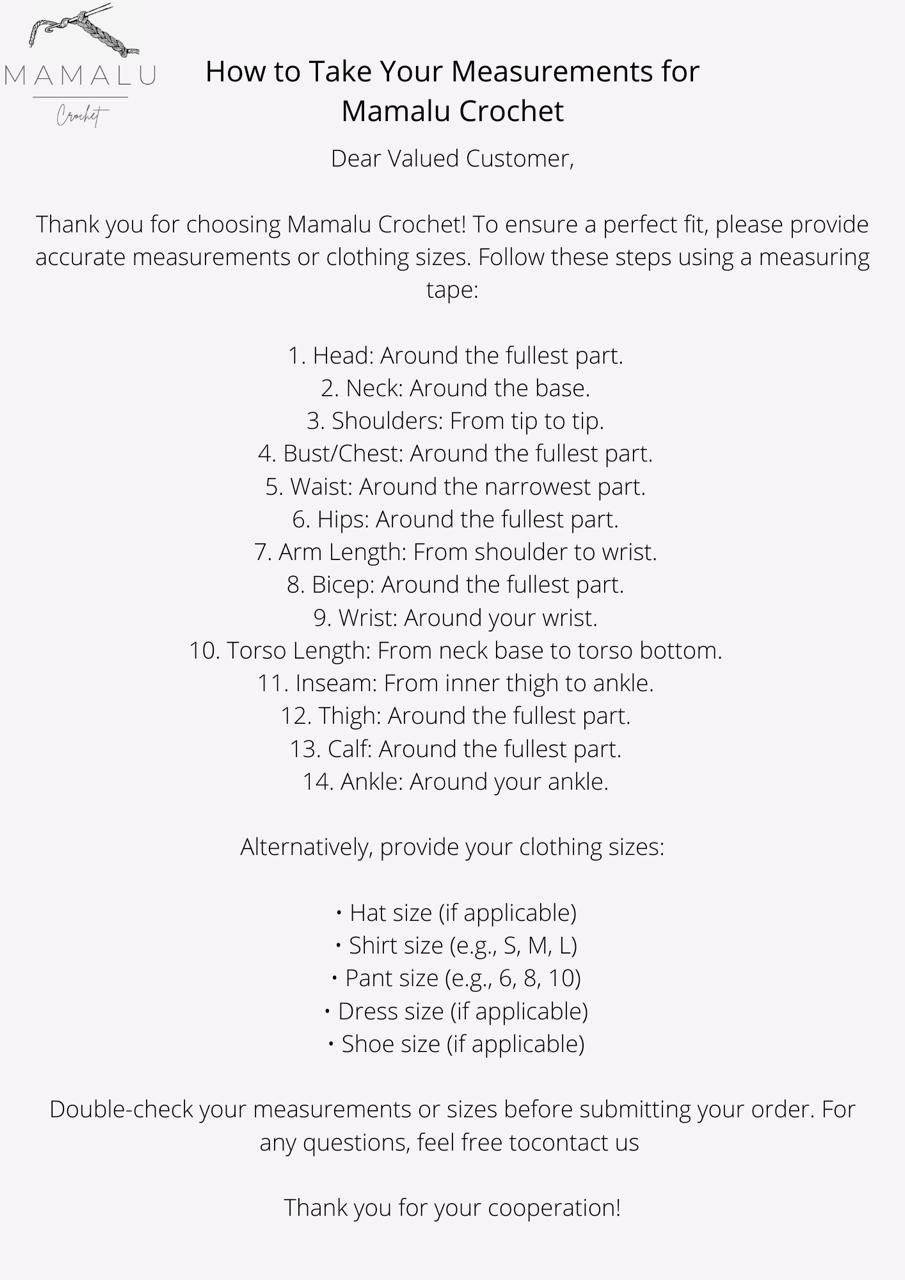 MAMALU
Crochet
How to Take Your Measurements for
Mamalu Crochet
Dear Valued Customer,
Thank you for choosing Mamalu Crochet! To ensure a perfect fit, please provide
accurate measurements or clothing sizes. Follow these steps using a measuring
tape:
1. Head: Around the fullest part.
2. Neck: Around the base.
3. Shoulders: From tip to tip.
4. Bust/Chest: Around the fullest part.
5. Waist: Around the narrowest part.
6. Hips: Around the fullest part.
7. Arm Length: From shoulder to wrist.
8. Bicep: Around the fullest part.
9. Wrist: Around your wrist.
10. Torso Length: From neck base to torso bottom.
11. Inseam: From inner thigh to ankle.
12. Thigh: Around the fullest part.
13. Calf: Around the fullest part.
14. Ankle: Around your ankle.
Alternatively, provide your clothing sizes:
• Hat size (if applicable)
• Shirt size (e.g., S, M, L)
• Pant size (e.g., 6, 8, 10)
• Dress size (if applicable)
• Shoe size (if applicable)
Double-check your measurements or sizes before submitting your order. For
any questions, feel free tocontact us
Thank you for your cooperation!